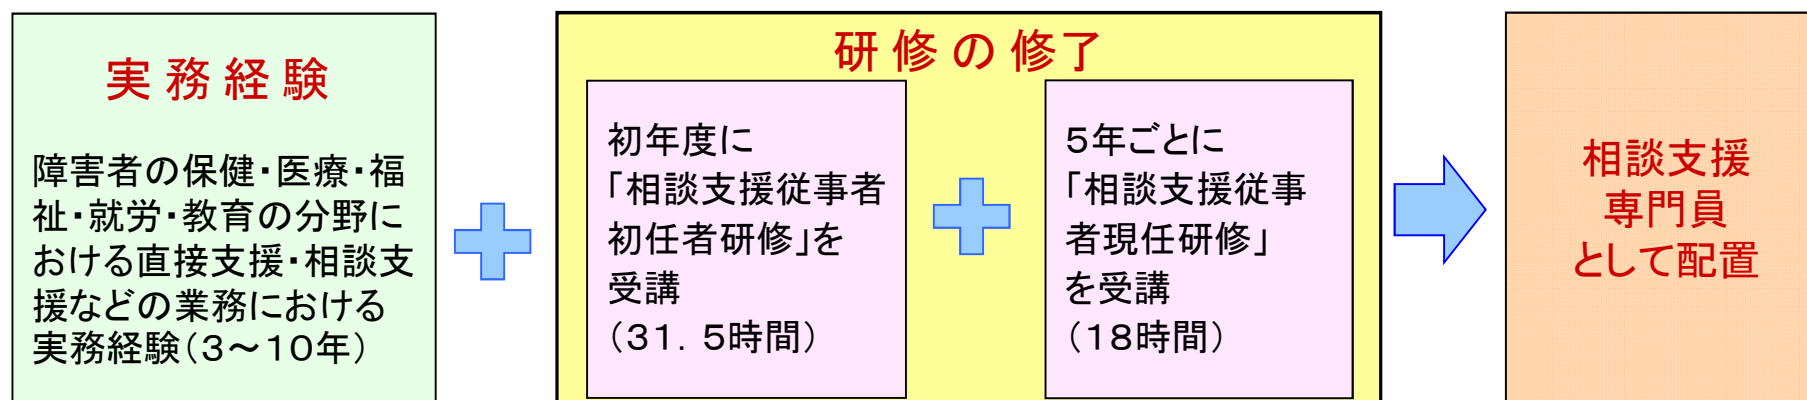 実務経験
障害者の保健・医療・福
祉・就労・教育の分野に
おける直接支援・相談支
援などの業務における
実務経験(3~10年)
研修の修了
初年度に
「相談支援従事者
初任者研修」を
受講
(31.5時間)
5年ごとに
「相談支援従事
者現任研修」
を受講
(18時間)
相談支援
専門員
として配置